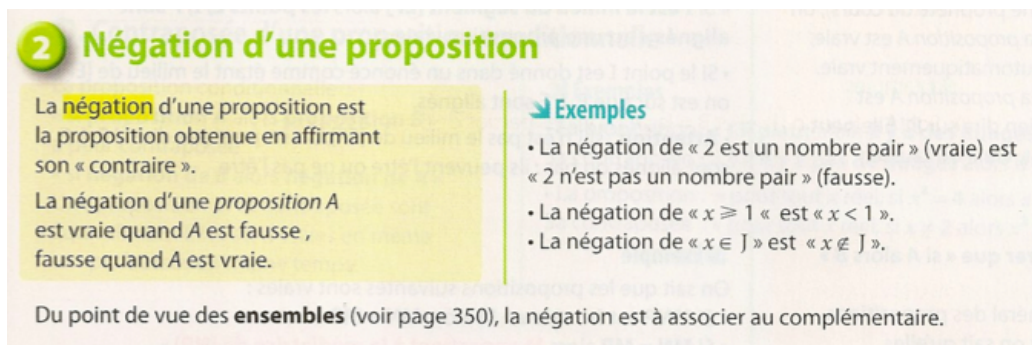 2 Négation d'une proposition
La négation d'une proposition est
la proposition obtenue en affirmant
son « contraire ».
La négation d'une proposition A
est vraie quand A est fausse ,
fausse quand A est vraie.
Exemples
• La négation de « 2 est un nombre pair » (vraie) est
« 2 n'est pas un nombre pair » (fausse).
• La négation de « x ⩾ 1 « est « x < 1 ».
• La négation de « x ∈ J » est « x ∉ J ».
Du point de vue des ensembles (voir page 350), la négation est à associer au complémentaire.